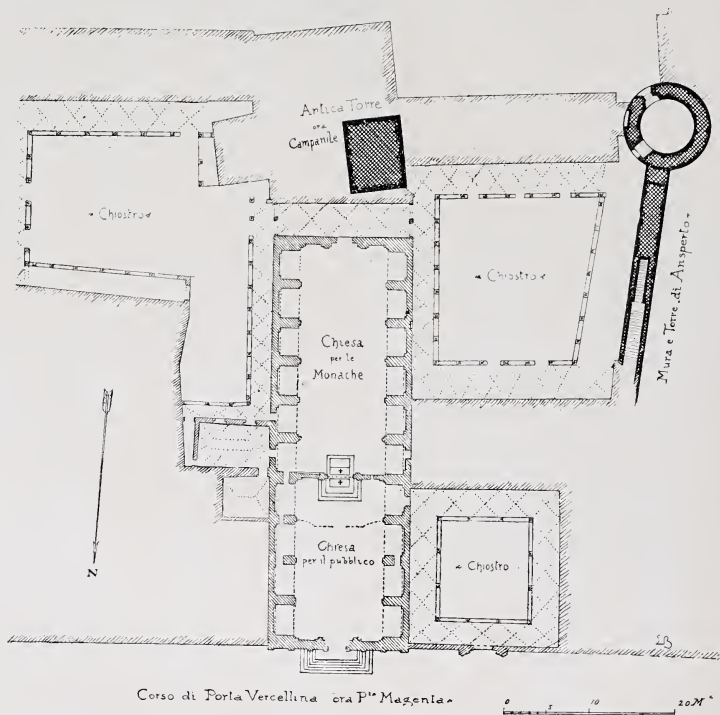 Antica Torre
ora
Campanile
Chiostro
Chiostro
Mura e Torre di Ansperto
Chiesa
per le
Monache
Chiesa
per il pubblico
Chiostro
N
Corso di Porta Vercellina ora Pta Magenta
0 5 10 20 M